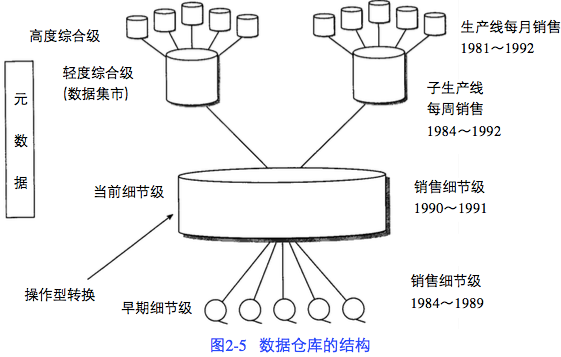 高度综合级
生产线每月销售
1981～1992
轻度综合级
(数据集市)
子生产线
每周销售
1984～1992
元
数
据
当前细节级
销售细节级
1990～1991
操作型转换
早期细节级
销售细节级
1984～1989
图2-5 数据仓库的结构